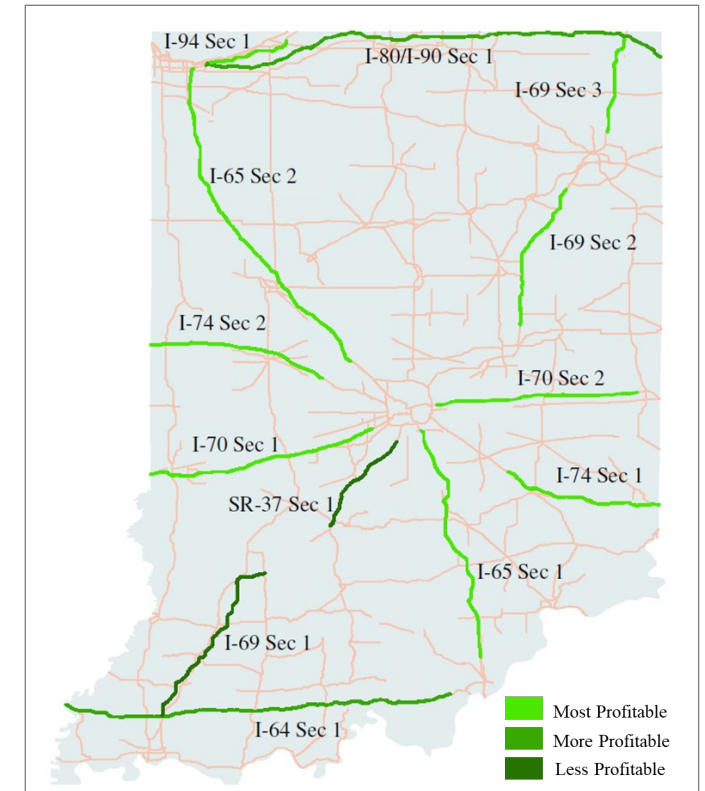 I-94 Sec 1
I-80/I-90 Sec 1
I-69 Sec 3
I-65 Sec 2
I-69 Sec 2
I-74 Sec 2
I-70 Sec 2
I-70 Sec 1
I-74 Sec 1
SR-37 Sec 1
I-65 Sec 1
I-69 Sec 1
I-64 Sec 1
Most Profitable
More Profitable
Less Profitable